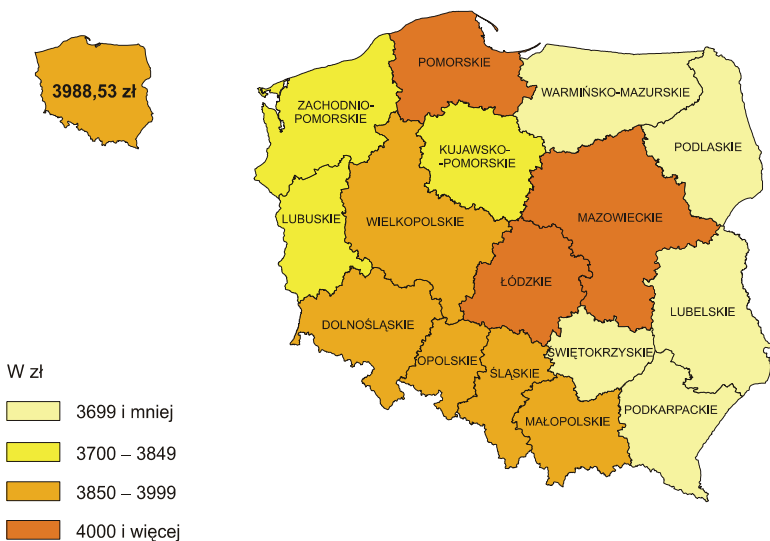 3988,53 zł
POMORSKIE
WARMIŃSKO-MAZURSKIE
ZACHODNIO-
POMORSKIE
KUJAWSKO-
-POMORSKIE
PODLASKIE
LUBUSKIE
WIELKOPOLSKIE
MAZOWIECKIE
ŁÓDZKIE
DOLNOŚLĄSKIE
LUBELSKIE
OPOLSKIE
ŚLĄSKIE
ŚWIĘTOKRZYSKIE
MAŁOPOLSKIE
PODKARPACKIE
W zł
3699 i mniej
3700 – 3849
3850 – 3999
4000 i więcej